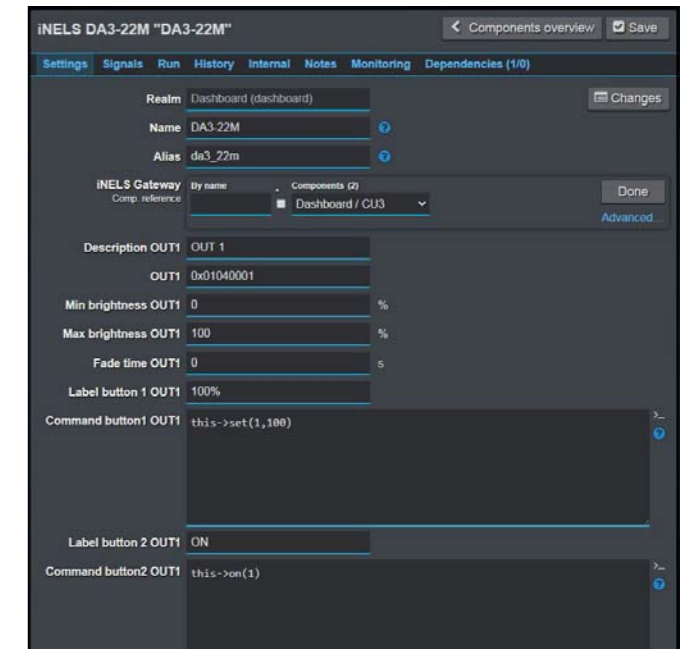 iNELS DA3-22M "DA3-22M"
Components overview
Save
Settings Signals Run History Internal Notes Monitoring Dependencies (1/0)
Realm Dashboard (dashboard)
Changes
Name DA3-22M
Alias da3_22m
iNELS Gateway
Comp. reference
By name
Components (2)
Dashboard / CU3
Done
Advanced...
Description OUT1 OUT 1
OUT1 0x01040001
Min brightness OUT1 0 %
Max brightness OUT1 100 %
Fade time OUT1 0 s
Label button 1 OUT1 100%
Command button1 OUT1 this->set(1,100)
Label button 2 OUT1 ON
Command button2 OUT1 this->on(1)